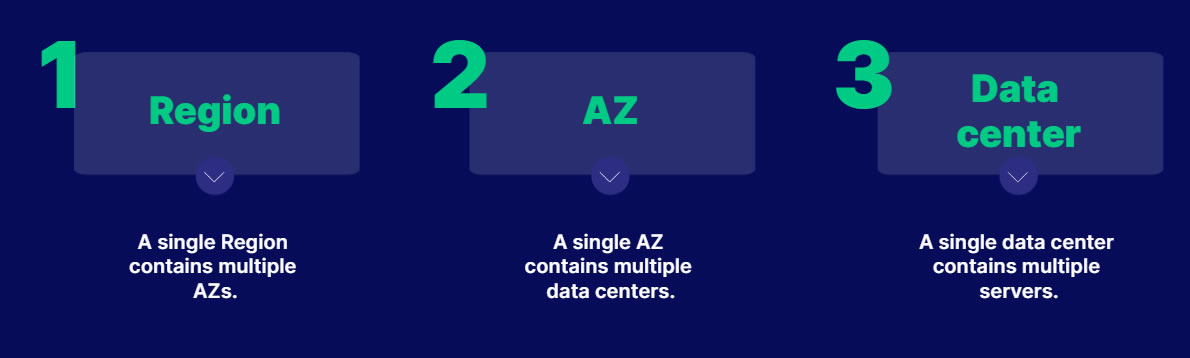 1
Region
A single Region
contains multiple
AZs.
2
AZ
A single AZ
contains multiple
data centers.
3
Data
center
A single data center
contains multiple
servers.